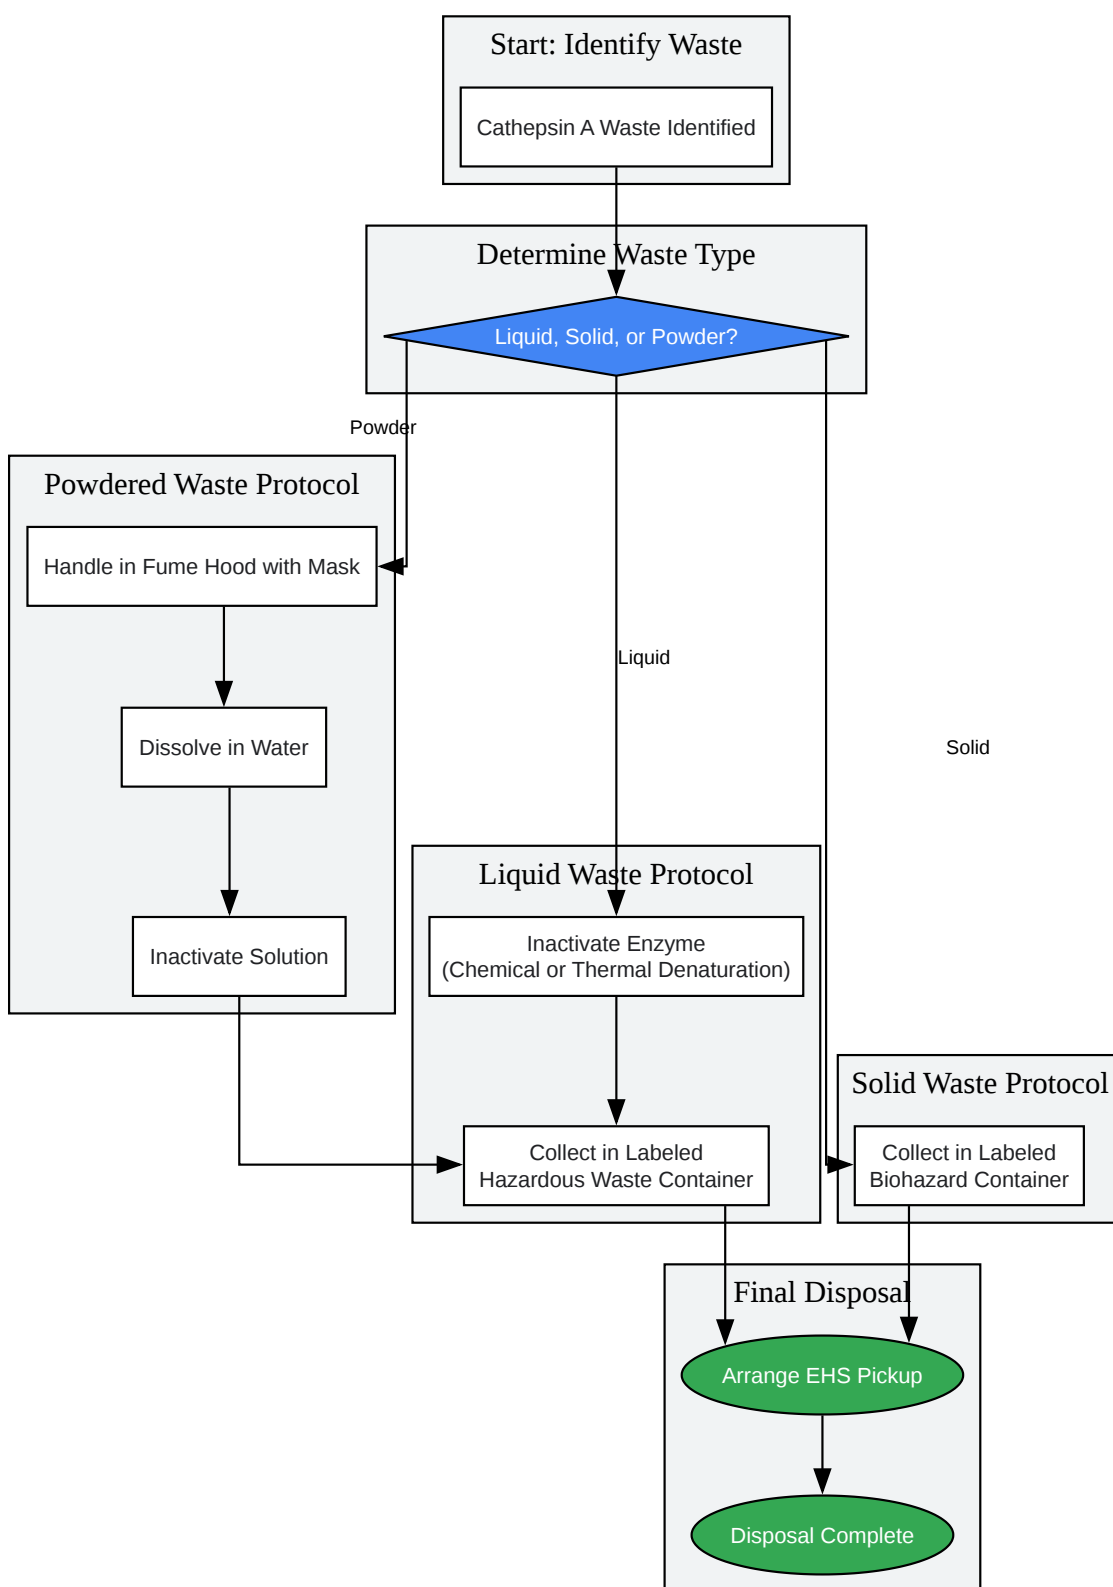 Start: Identify Waste
Cathepsin A Waste Identified
Determine Waste Type
Liquid, Solid, or Powder?
Powder
Powdered Waste Protocol
Handle in Fume Hood with Mask
Liquid
Dissolve in Water
Solid
Liquid Waste Protocol
Inactivate Enzyme
(Chemical or Thermal Denaturation)
Inactivate Solution
Solid Waste Protocol
Collect in Labeled
Hazardous Waste Container
Collect in Labeled
Biohazard Container
Final Disposal
Arrange EHS Pickup
Disposal Complete